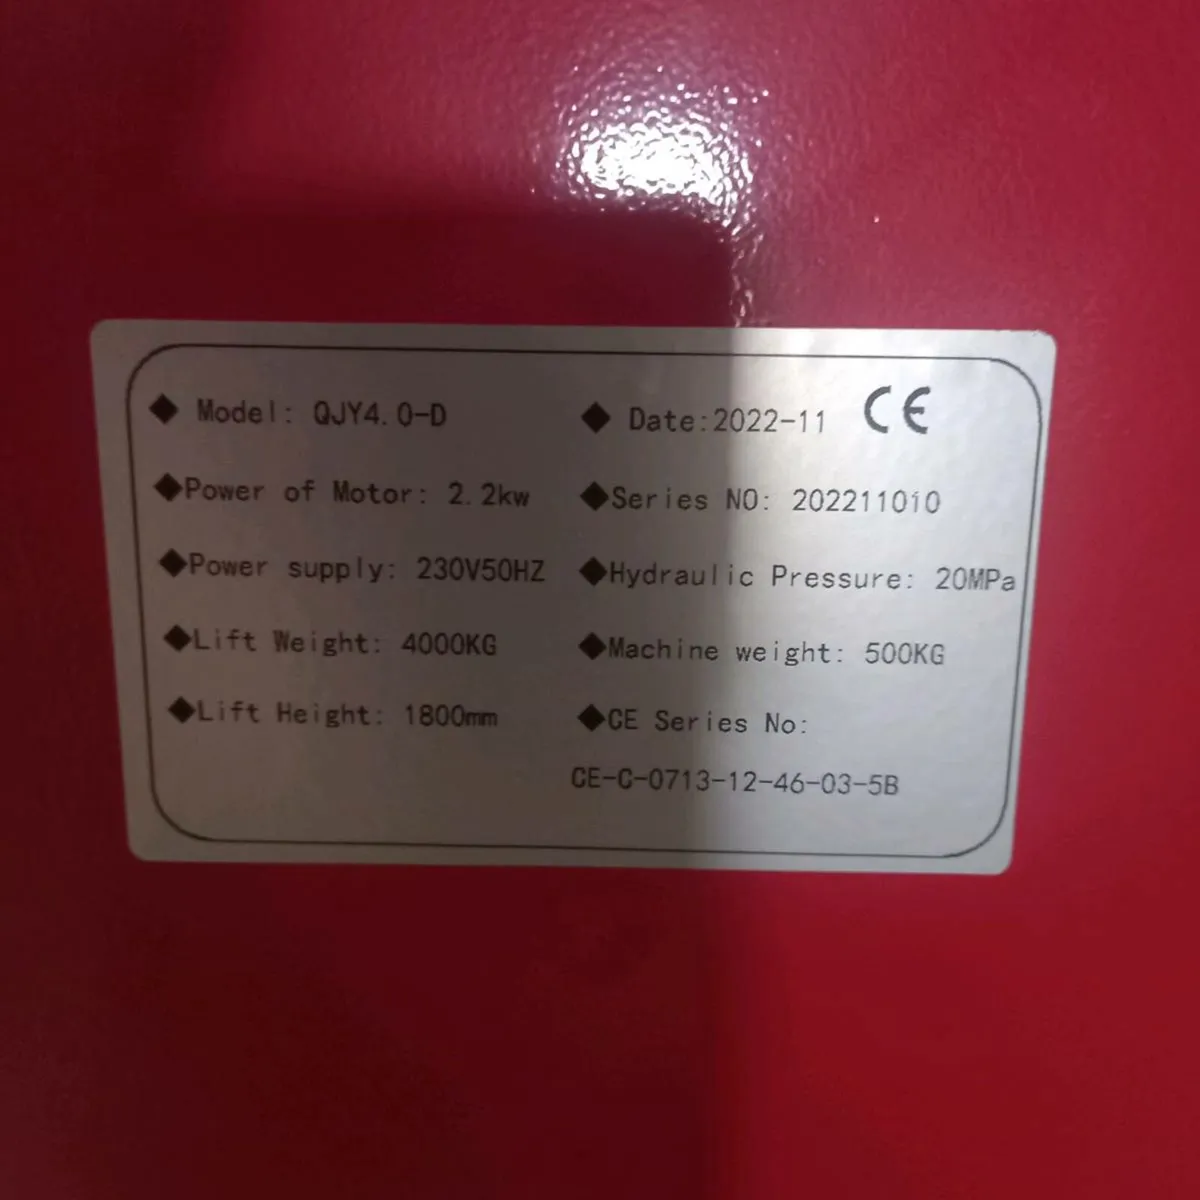 ◆ Model: QJY4.0-D
◆Power of Motor: 2.2kw
◆Power supply: 230V50HZ
◆Lift Weight: 4000KG
◆Lift Height: 1800mm
◆ Date:2022-11 CE
◆Series NO: 202211010
◆Hydraulic Pressure: 20MPa
◆Machine weight: 500KG
◆CE Series No:
CE-C-0713-12-46-03-5B